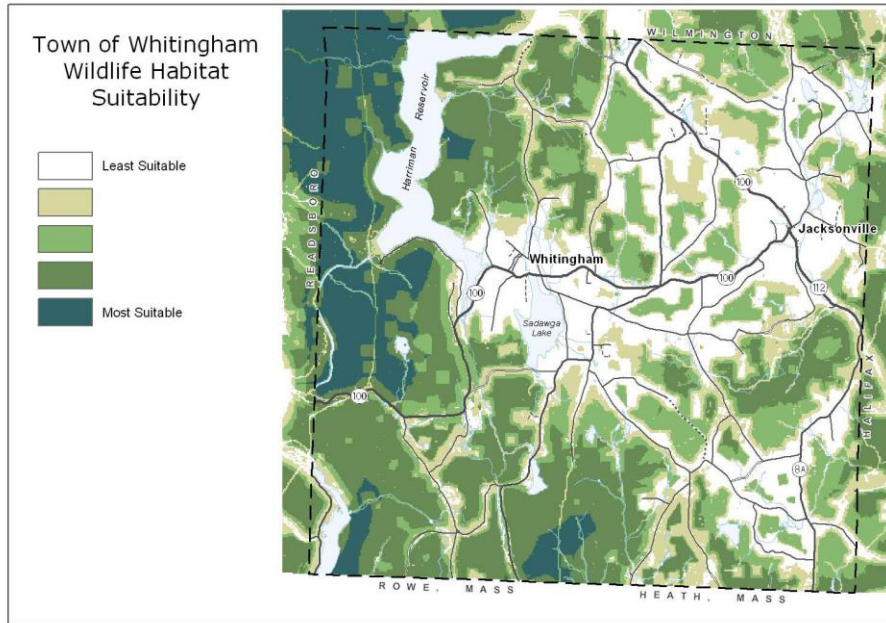 Town of Whitingham
Wildlife Habitat
Suitability
Least Suitable
Most Suitable
WILMINGTON
Harriman Reservoir
READSBORO
100
Jacksonville
Whitingham
100
100
112
Sadawga
Lake
HALIFAX
100
8A
ROWE, MASS
HEATH, MASS